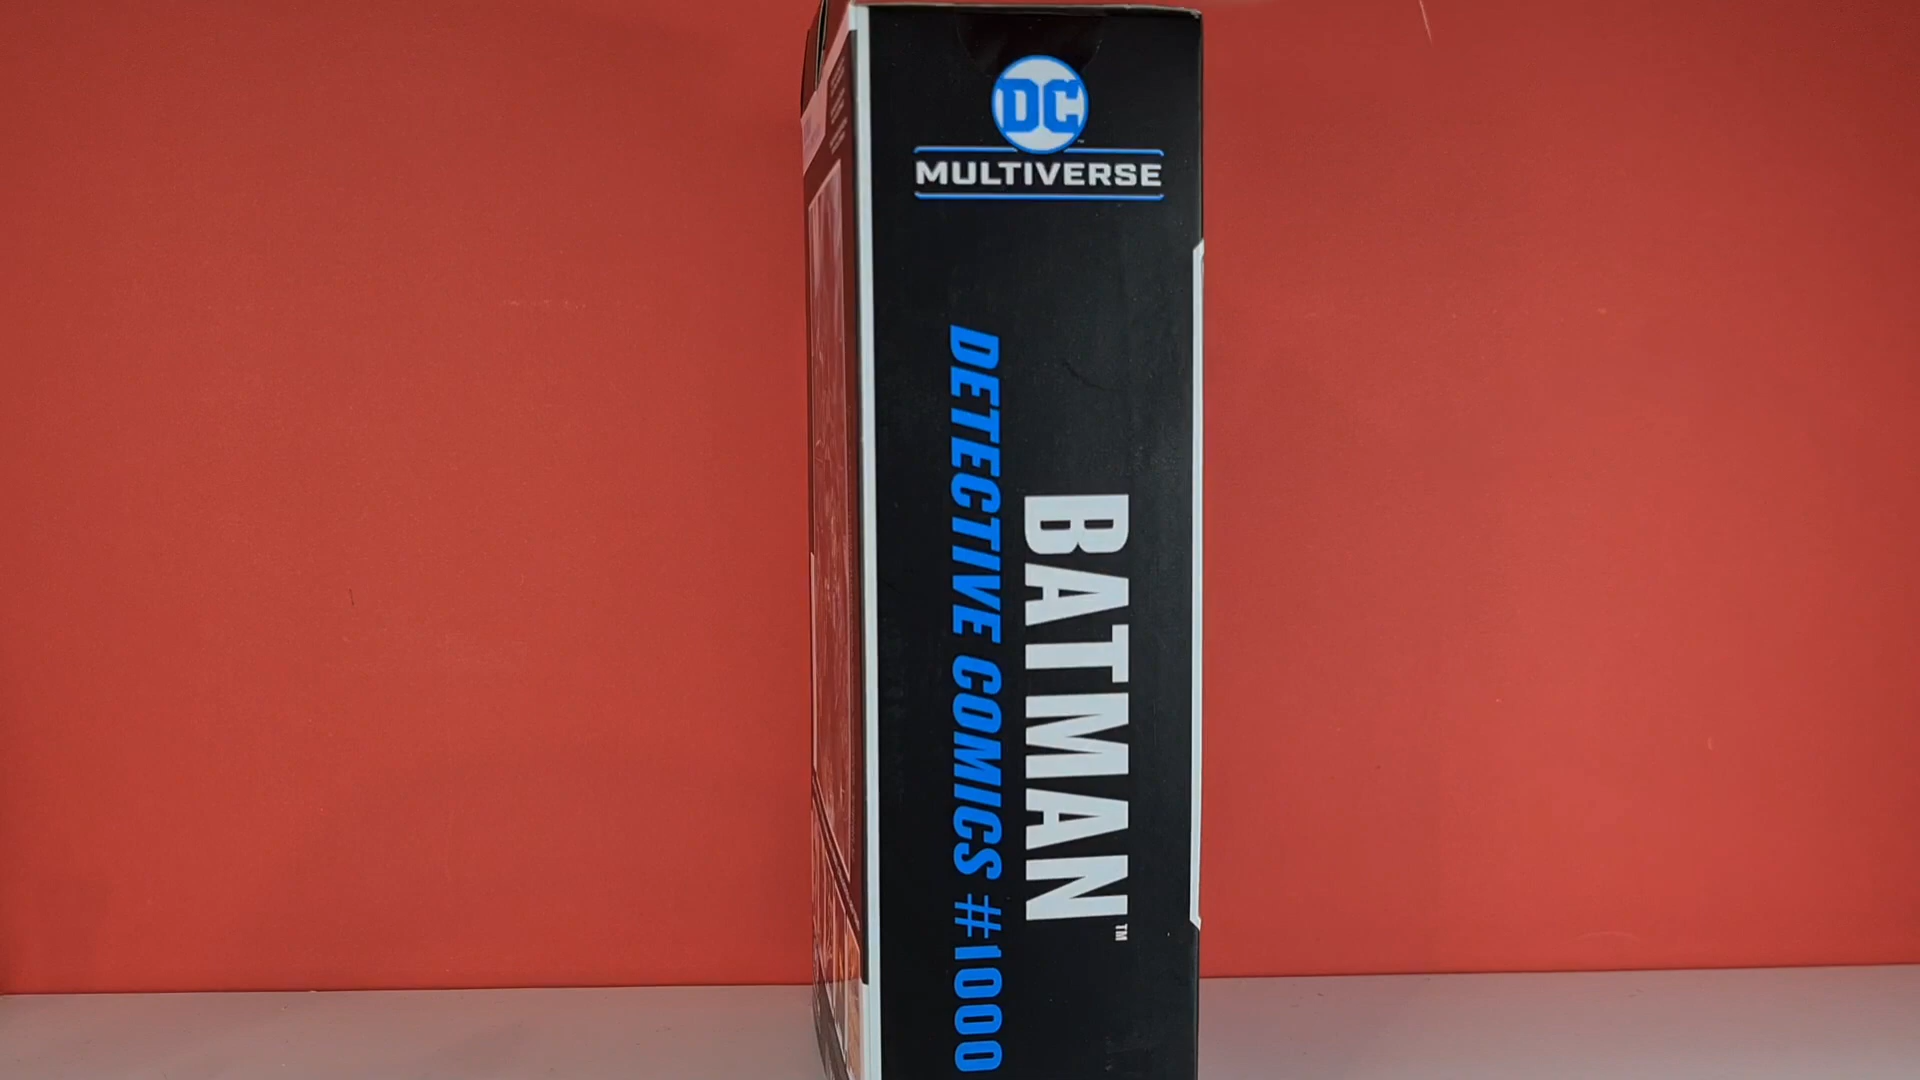 DC
MULTIVERSE
BATMAN™
DETECTIVE COMICS #1000